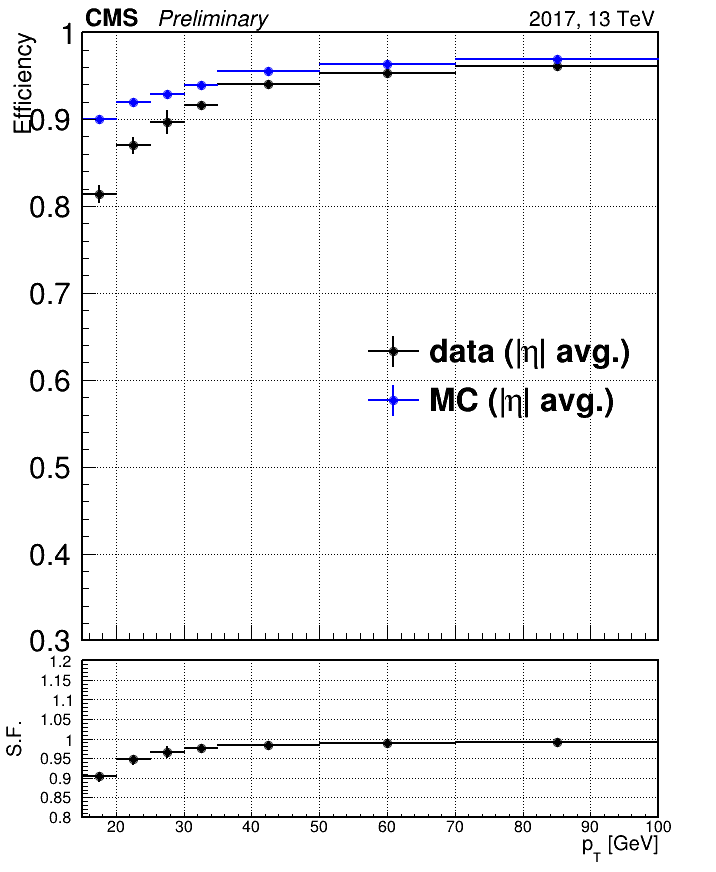 CMS Preliminary 2017, 13 TeV
Efficiency
1
0.9
0.8
0.7
0.6
0.5
0.4
0.3
data (|η| avg.)
MC (|η| avg.)
S.F.
1.2
1.15
1.1
1.05
1
0.95
0.9
0.85
0.8
20 30 40 50 60 70 80 90 100
pT [GeV]